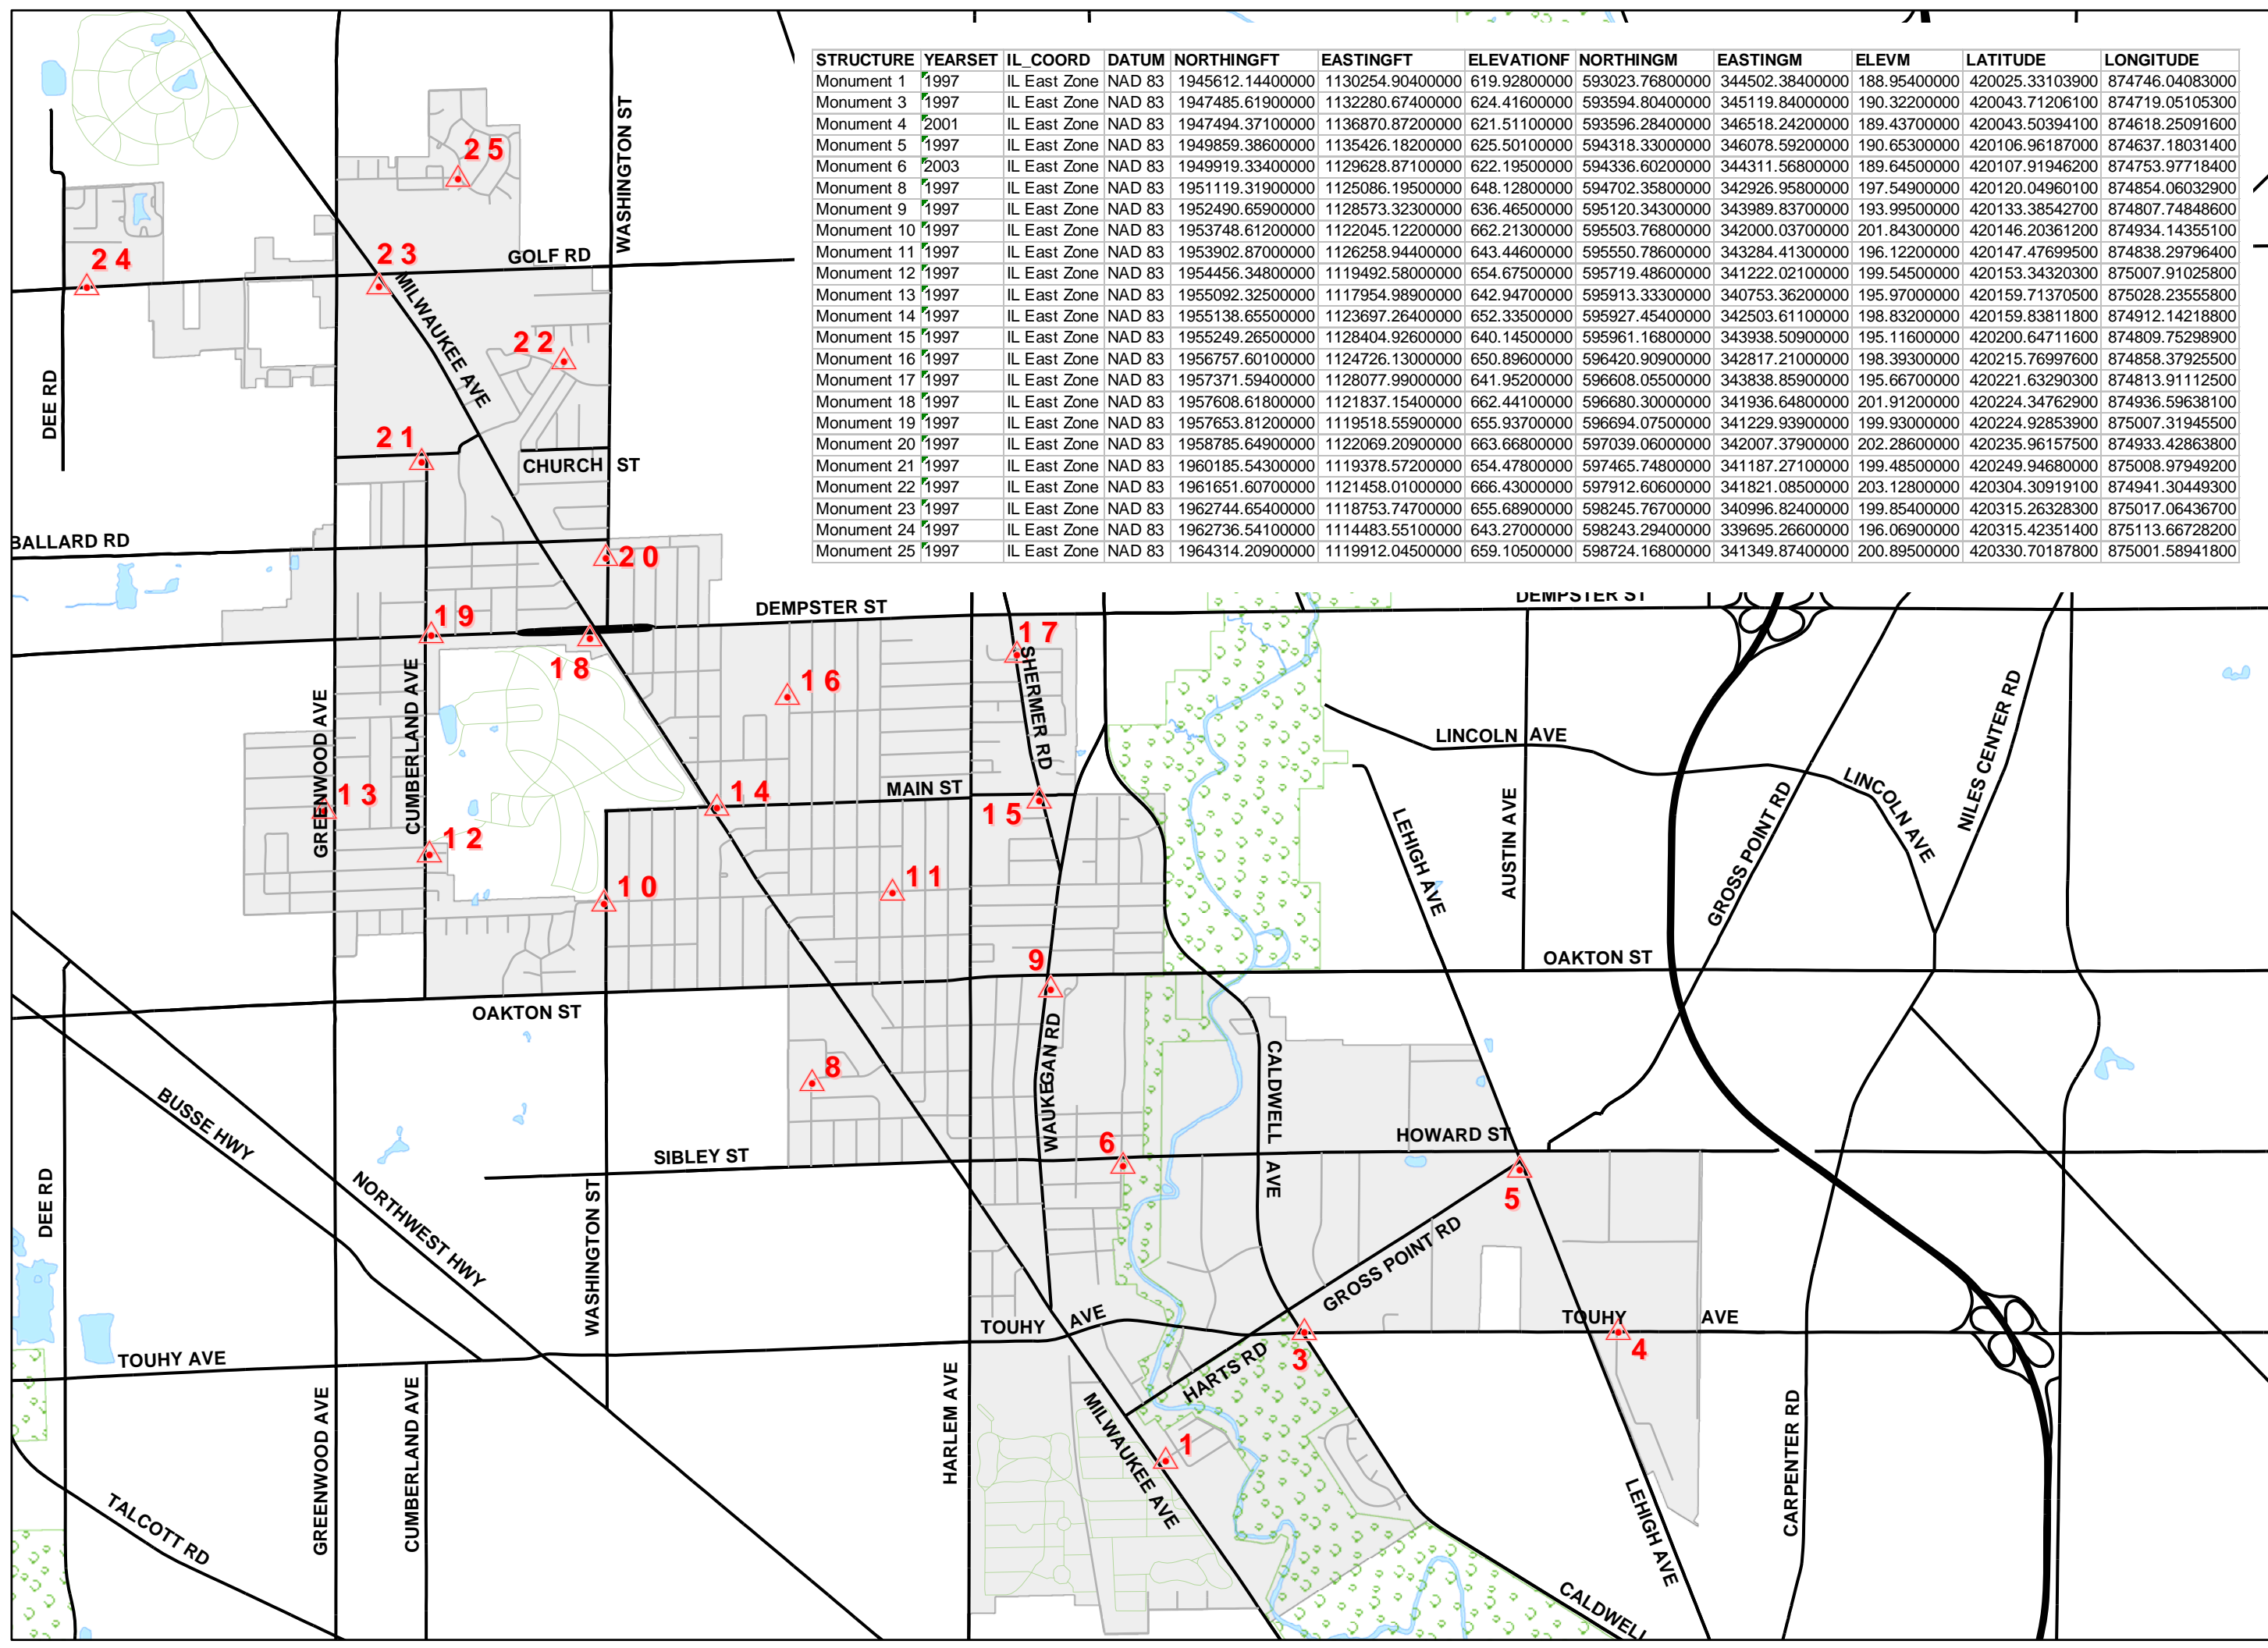 STRUCTURE YEARSET IL_COORD DATUM NORTHINGFT EASTINGFT ELEVATIONF NORTHINGM EASTINGM ELEVM LATITUDE LONGITUDE
Monument 1 1997 IL East Zone NAD 83 1945612.14400000 1130254.90400000 619.92800000 593023.76800000 344502.38400000 188.95400000 420025.33103900 874746.04083000
Monument 3 1997 IL East Zone NAD 83 1947485.61900000 1132280.67400000 624.41600000 593594.80400000 345119.84000000 190.32200000 420043.71206100 874719.05105300
Monument 4 2001 IL East Zone NAD 83 1947494.37100000 1136870.87200000 621.51100000 593596.28400000 346518.24200000 189.43700000 420043.50394100 874618.25091600
Monument 5 1997 IL East Zone NAD 83 1949859.38600000 1135426.18200000 625.50100000 594318.33000000 346078.59200000 190.65300000 420106.96187000 874637.18031400
Monument 6 2003 IL East Zone NAD 83 1949919.33400000 1129628.87100000 622.19500000 594336.60200000 344311.56800000 189.64500000 420107.91946200 874753.97718400
Monument 8 1997 IL East Zone NAD 83 1951119.31900000 1125086.19500000 648.12800000 594702.35800000 342926.95800000 197.54900000 420120.04960100 874854.06032900
Monument 9 1997 IL East Zone NAD 83 1952490.65900000 1128573.32300000 636.46500000 595120.34300000 343989.83700000 193.99500000 420133.38542700 874807.74848600
Monument 10 1997 IL East Zone NAD 83 1953748.61200000 1122045.12200000 662.21300000 595503.76800000 342000.03700000 201.84300000 420146.20361200 874934.14355100
Monument 11 1997 IL East Zone NAD 83 1953902.87000000 1126258.94400000 643.44600000 595550.78600000 343284.41300000 196.12200000 420147.47699500 874838.29796400
Monument 12 1997 IL East Zone NAD 83 1954456.34800000 1119492.58000000 654.67500000 595719.48600000 341222.02100000 199.54500000 420153.34320300 875007.91025800
Monument 13 1997 IL East Zone NAD 83 1955092.32500000 1117954.98900000 642.94700000 595913.33300000 340753.36200000 195.97000000 420159.71370500 875028.23555800
Monument 14 1997 IL East Zone NAD 83 1955138.65500000 1123697.26400000 652.33500000 595927.45400000 342503.61100000 198.83200000 420159.83811800 874912.14218800
Monument 15 1997 IL East Zone NAD 83 1955249.26500000 1128404.92600000 640.14500000 595961.16800000 343938.50900000 195.11600000 420200.64711600 874809.75298900
Monument 16 1997 IL East Zone NAD 83 1956757.60100000 1124726.13000000 650.89600000 596420.90900000 342817.21000000 198.39300000 420215.76997600 874858.37925500
Monument 17 1997 IL East Zone NAD 83 1957371.59400000 1128077.99000000 641.95200000 596608.05500000 343838.85900000 195.66700000 420221.63290300 874813.91112500
Monument 18 1997 IL East Zone NAD 83 1957608.61800000 1121837.15400000 662.44100000 596680.30000000 341936.64800000 201.91200000 420224.34762900 874936.59638100
Monument 19 1997 IL East Zone NAD 83 1957653.81200000 1119518.55900000 655.93700000 596694.07500000 341229.93900000 199.93000000 420224.92853900 875007.31945500
Monument 20 1997 IL East Zone NAD 83 1958785.64900000 1122069.20900000 663.66800000 597039.06000000 342007.37900000 202.28600000 420235.96157500 874933.42863800
Monument 21 1997 IL East Zone NAD 83 1960185.54300000 1119378.57200000 654.47800000 597465.74800000 341187.27100000 199.48500000 420249.94680000 875008.97949200
Monument 22 1997 IL East Zone NAD 83 1961651.60700000 1121458.01000000 666.43000000 597912.60600000 341821.08500000 203.12800000 420304.30919100 874941.30449300
Monument 23 1997 IL East Zone NAD 83 1962744.65400000 1118753.74700000 655.68900000 598245.76700000 340996.82400000 199.85400000 420315.26328300 875017.06436700
Monument 24 1997 IL East Zone NAD 83 1962736.54100000 1114483.55100000 643.27000000 598243.29400000 339695.26600000 196.06900000 420315.42351400 875113.66728200
Monument 25 1997 IL East Zone NAD 83 1964314.20900000 1119912.04500000 659.10500000 598724.16800000 341349.87400000 200.89500000 420330.70187800 875001.58941800
25
WASHINGTON ST
24
23
GOLF RD
MILWAUKEE AVE
22
DEE RD
21
CHURCH ST
BALLARD RD
20
19
DEMPSTER ST
DEMPSTER ST
18
17
SHERMER RD
16
GREENWOOD AVE
CUMBERLAND AVE
LINCOLN AVE
LINCOLN AVE
NILES CENTER RD
13
14
MAIN ST
15
12
LEHIGH AVE
AUSTIN AVE
GROSS POINT RD
10
11
9
OAKTON ST
OAKTON ST
WAUKEGAN RD
CALDWELL AVE
8
BUSSE HWY
6
HOWARD ST
SIBLEY ST
5
DEE RD
NORTHWEST HWY
WASHINGTON ST
GROSS POINT RD
TOUHY AVE
TOUHY AVE
4
3
TOUHY AVE
HARTS RD
GREENWOOD AVE
CUMBERLAND AVE
HARLEM AVE
MILWAUKEE AVE
1
CARPENTER RD
TALCOTT RD
LEHIGH AVE
CALDWELL